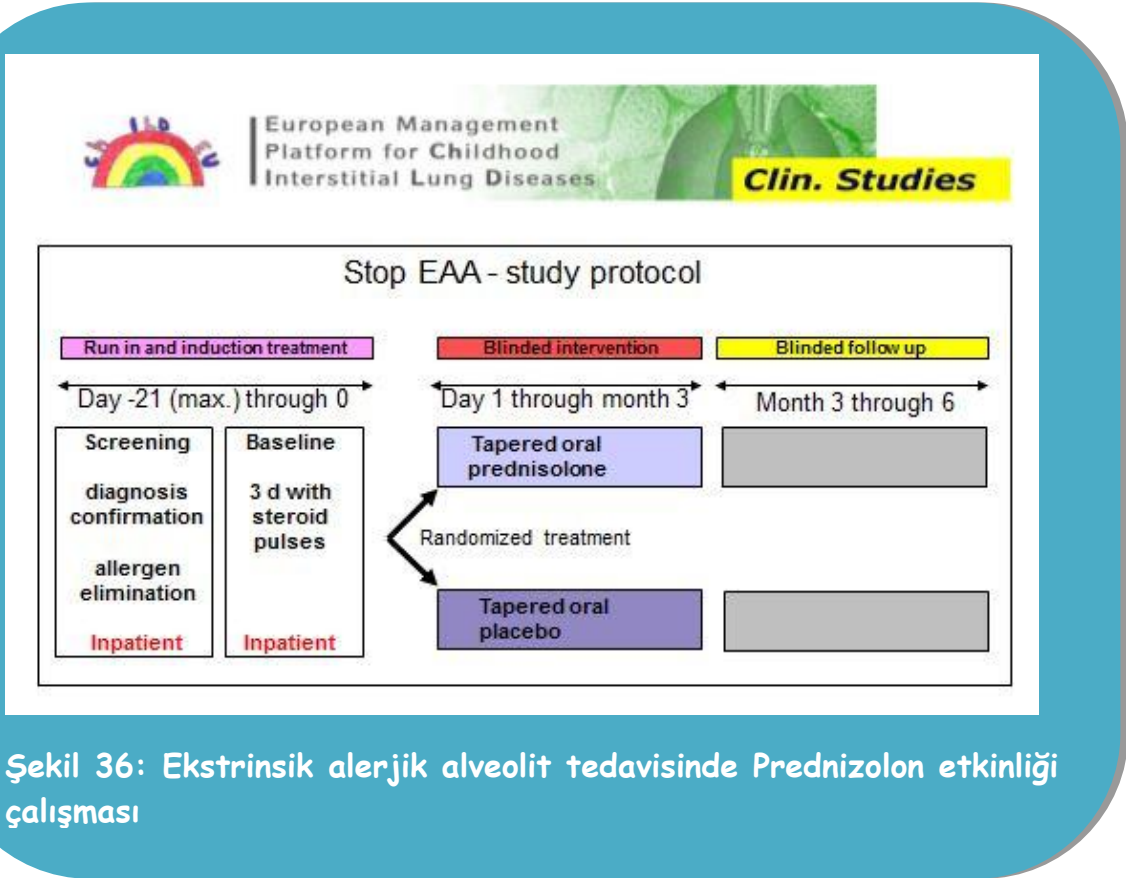 European Management
Platform for Childhood
Interstitial Lung Diseases
Clin. Studies
Stop EAA - study protocol
Run in and induction treatment
Blinded intervention
Blinded follow up
Day -21 (max.) through 0
Day 1 through month 3
Month 3 through 6
Screening
diagnosis
confirmation
allergen
elimination
Inpatient
Baseline
3 d with
steroid
pulses
Inpatient
Tapered oral
prednisolone
Randomized treatment
Tapered oral
placebo
Şekil 36: Ekstrinsik alerjik alveolit tedavisinde Prednizolon etkinliği
çalışması